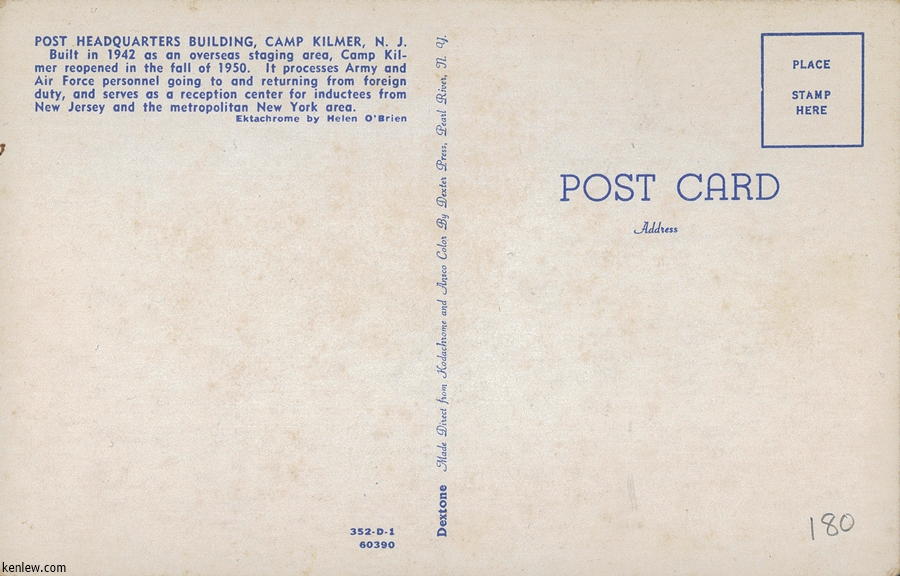 POST HEADQUARTERS BUILDING, CAMP KILMER, N. J.
Built in 1942 as an overseas staging area, Camp Kil-
mer reopened in the fall of 1950. It processes Army and
Air Force personnel going to and returning from foreign
duty, and serves as a reception center for inductees from
New Jersey and the metropolitan New York area.
Ektachrome by Helen O'Brien
Dextone Made Direct from Kodachrome and Ansco Color By Dexter Press, Pearl River, N. Y.
352-D-1
60390
PLACE
STAMP
HERE
POST CARD
Address
180
kenlew.com